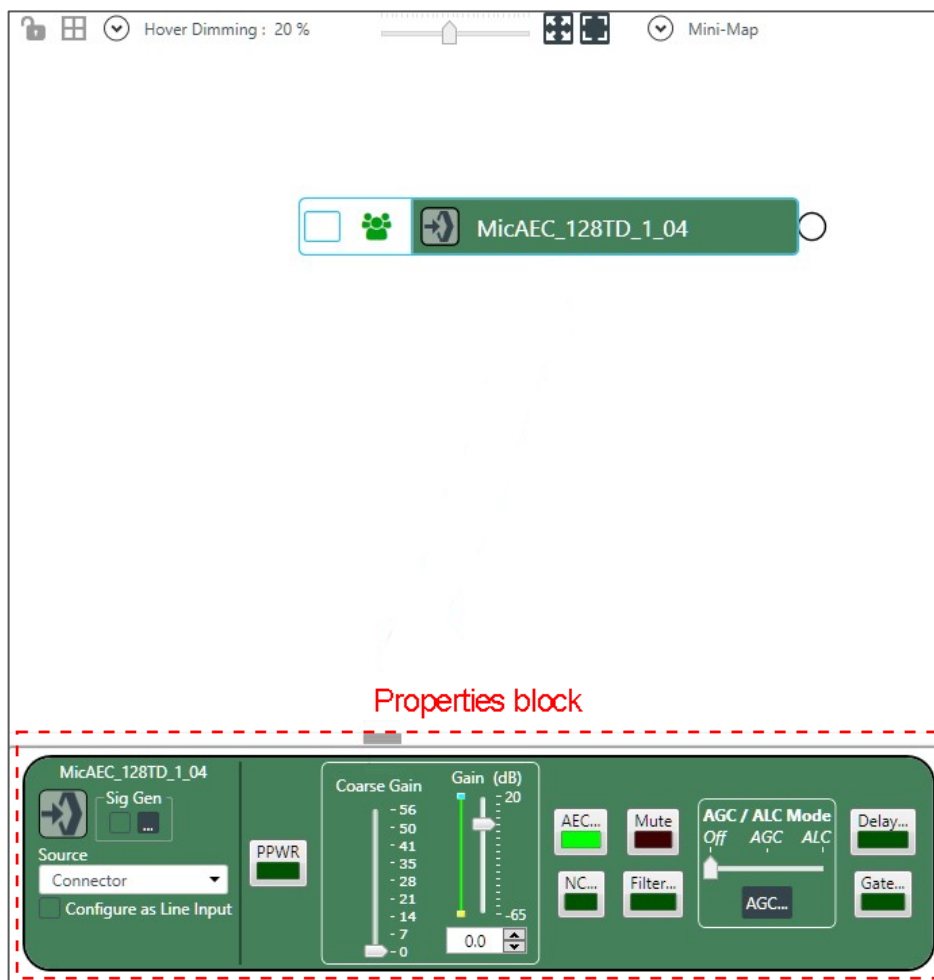 Hover Dimming : 20 %
Mini-Map
MicAEC_128TD_1_04
Properties block
MicAEC_128TD_1_04
Sig Gen
...
Source
Connector
Configure as Line Input
PPWR
Coarse Gain
- 56
- 50
- 41
- 35
- 28
- 21
- 14
- 7
- 0
Gain (dB)
20
-65
0.0
AEC...
Mute
NC...
Filter...
AGC / ALC Mode
Off AGC ALC
AGC...
Delay...
Gate...